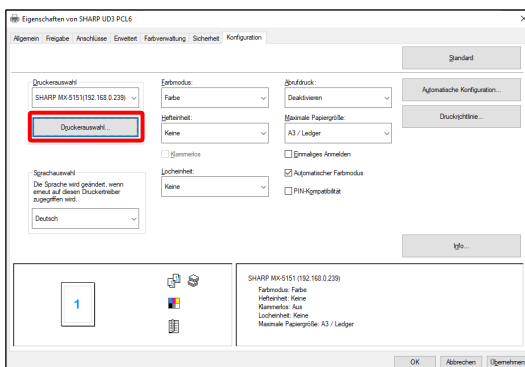 Eigenschaften von SHARP UD3 PCL6
Allgemein Freigabe Anschlüsse Erweitert Farbverwaltung Sicherheit Konfiguration
Standard
Druckerauswahl
SHARP MX-5151(192.168.0.239)
Druckerauswahl...
Sprachauswahl
Die Sprache wird geändert, wenn
erneut auf diesen Druckertreiber
zugegriffen wird.
Deutsch
Farbmodus:
Farbe
Hefteinheit:
Keine
Klammerlos
Locheinheit:
Keine
Abrufdruck:
Deaktivieren
Maximale Papiergröße:
A3 / Ledger
Einmaliges Anmelden
Automatischer Farbmodus
PIN-Kompatibilität
Automatische Konfiguration...
Druckrichtlinie...
Info...
1
SHARP MX-5151 (192.168.0.239)
Farbmodus: Farbe
Hefteinheit: Keine
Klammerlos: Aus
Locheinheit: Keine
Maximale Papiergröße: A3 / Ledger
OK Abbrechen Übernehmen